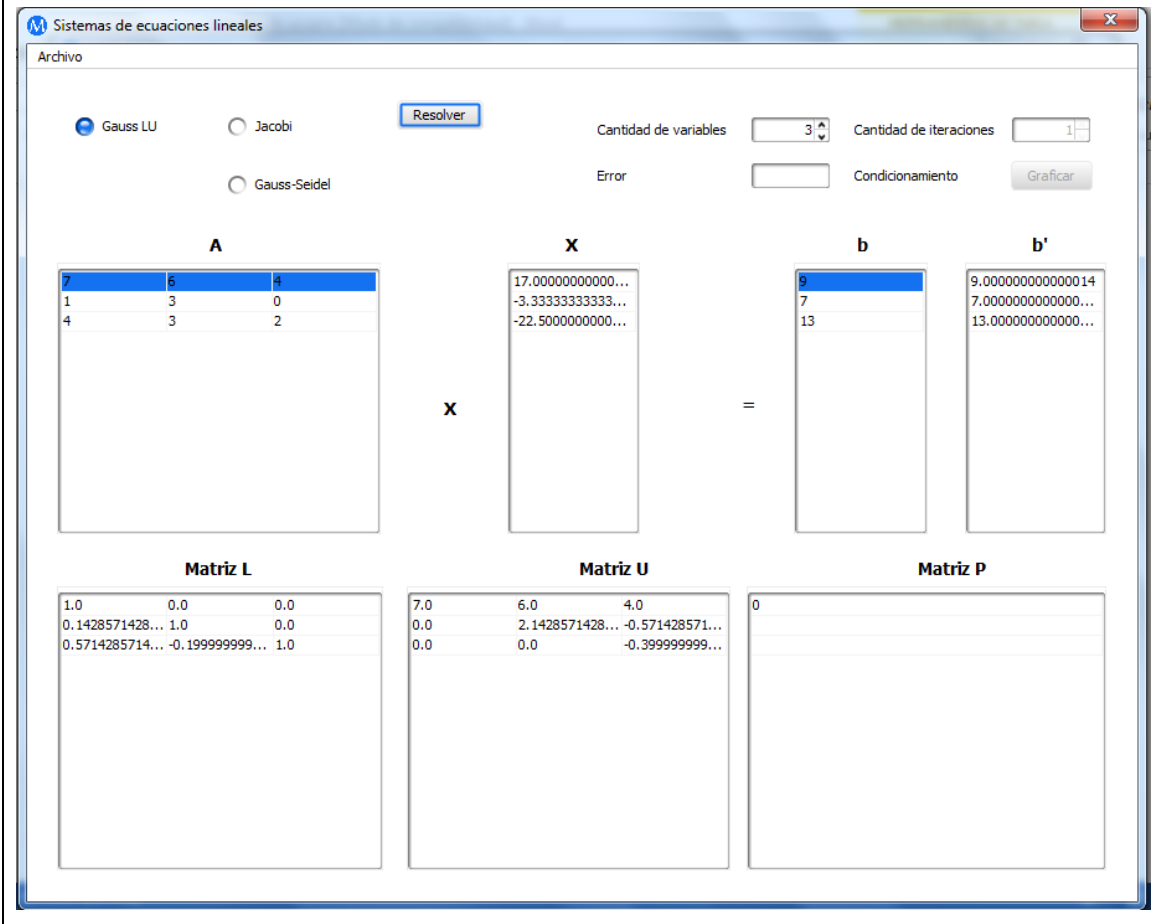 Sistemas de ecuaciones lineales
Archivo
Gauss LU Jacobi Resolver Cantidad de variables 3 Cantidad de iteraciones 1
Gauss-Seidel Error Condicionamiento Graficar
A X b b'
7 6 4 17.00000000000... 9 9.000000000000014
1 3 0 -3.33333333333... 7 7.0000000000000...
4 3 2 -22.5000000000... 13 13.000000000000...
x =
Matriz L Matriz U Matriz P
1.0 0.0 0.0 7.0 6.0 4.0 0
0.1428571428... 1.0 0.0 0.0 2.1428571428... -0.571428571...
0.5714285714... -0.199999999... 1.0 0.0 0.0 -0.399999999...